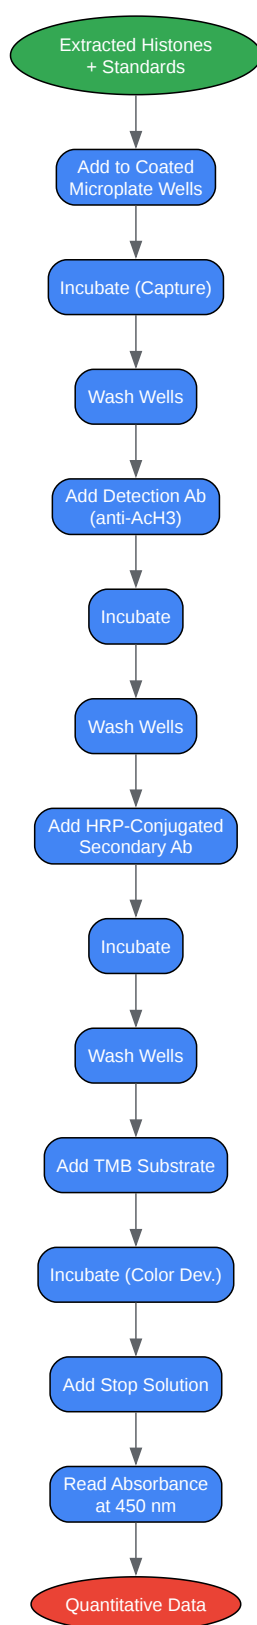 Extracted Histones
+ Standards
Add to Coated
Microplate Wells
Incubate (Capture)
Wash Wells
Add Detection Ab
(anti-AcH3)
Incubate
Wash Wells
Add HRP-Conjugated
Secondary Ab
Incubate
Wash Wells
Add TMB Substrate
Incubate (Color Dev.)
Add Stop Solution
Read Absorbance
at 450 nm
Quantitative Data